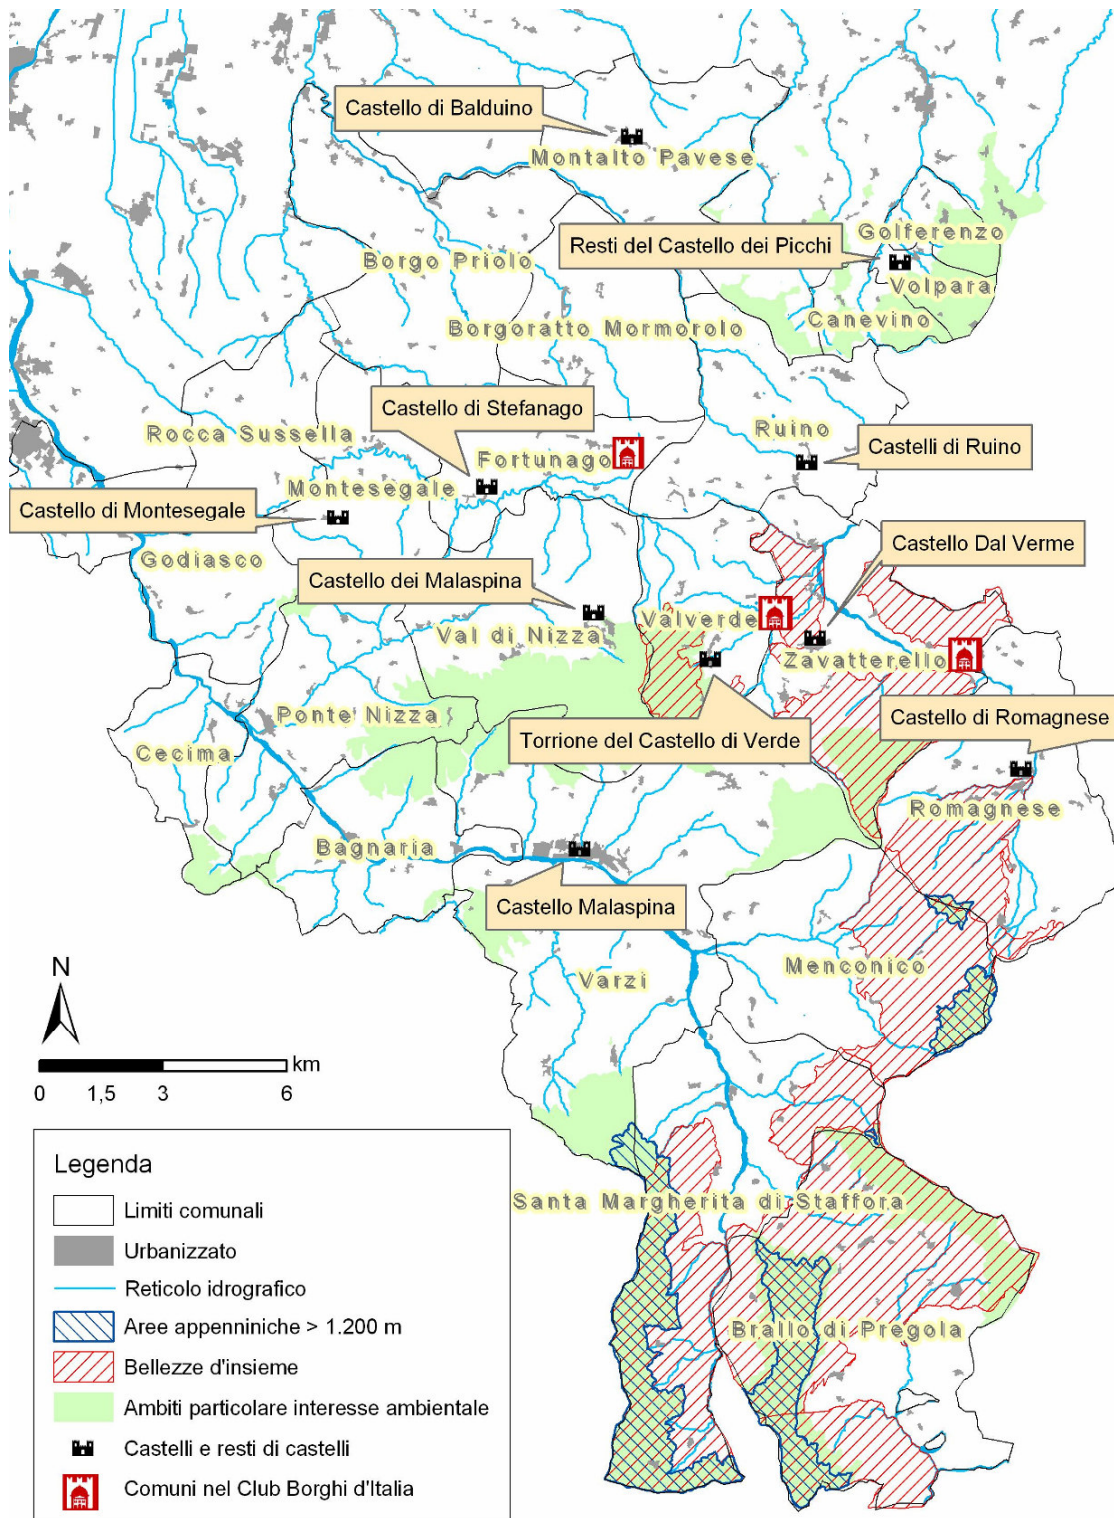 Castello di Balduino
Montalto Pavese
Golferenzo
Resti del Castello dei Picchi
Borgo Priolo
Volpara
Canevino
Borgoratto Mormorolo
Castello di Stefanago
Rocca Sussella
Ruino
Castelli di Ruino
Fortunago
Montesegale
Castello di Montesegale
Castello Dal Verme
Godiasco
Castello dei Malaspina
Val di Nizza
Valverde
Zavatterello
Ponte Nizza
Castello di Romagnese
Torrione del Castello di Verde
Cecima
Romagnese
Bagnaria
Castello Malaspina
Menconico
Varzi
N
km
0 1,5 3 6
Legenda
Limiti comunali
Santa Margherita di Staffora
Urbanizzato
Reticolo idrografico
Aree appenniniche > 1.200 m
Brallo di Pregola
Bellezze d'insieme
Ambiti particolare interesse ambientale
Castelli e resti di castelli
Comuni nel Club Borghi d'Italia